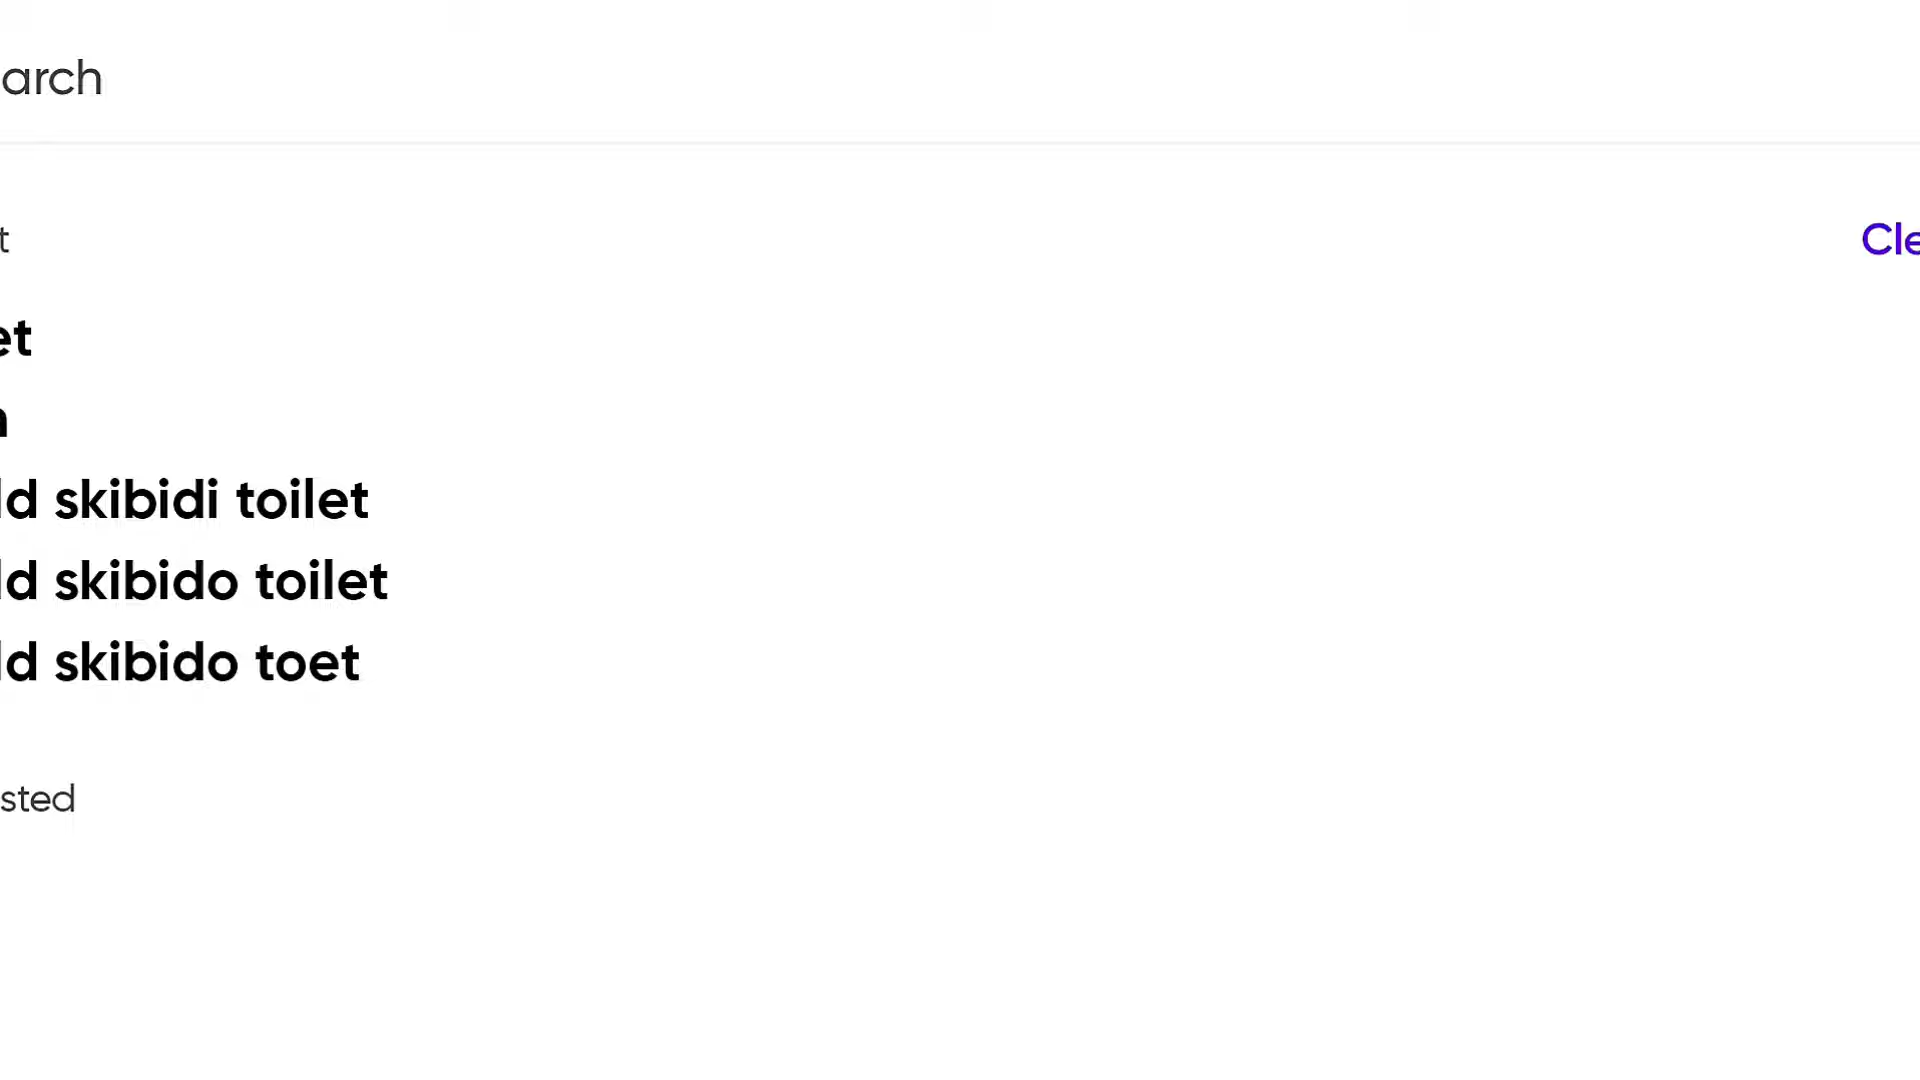 arch
t
Cle
et
ld skibidi toilet
ld skibido toilet
ld skibido toet
sted